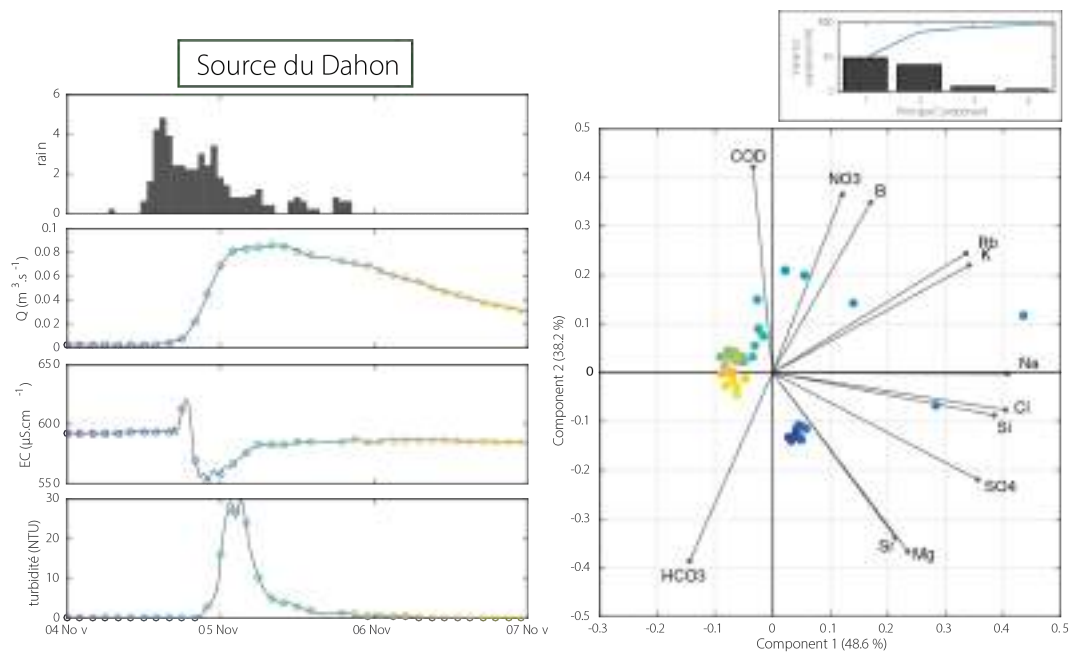 Source du Dahon
6
4
2
0
rain
0.1
0.08
0.06
0.04
0.02
0
Q (m³.s⁻¹)
650
600
550
EC (µS.cm⁻¹)
30
20
10
0
turbidité (NTU)
04 Nov
05 Nov
06 Nov
07 Nov
100
Principal Component
0.5
0.4
0.3
0.2
0.1
0
-0.1
-0.2
-0.3
-0.4
-0.5
Component 2 (38.2 %)
COD
NO3
B
Rb
K
Na
Cl
Si
SO4
Sr
Mg
HCO3
-0.3
-0.2
-0.1
0
0.1
0.2
0.3
0.4
0.5
Component 1 (48.6 %)